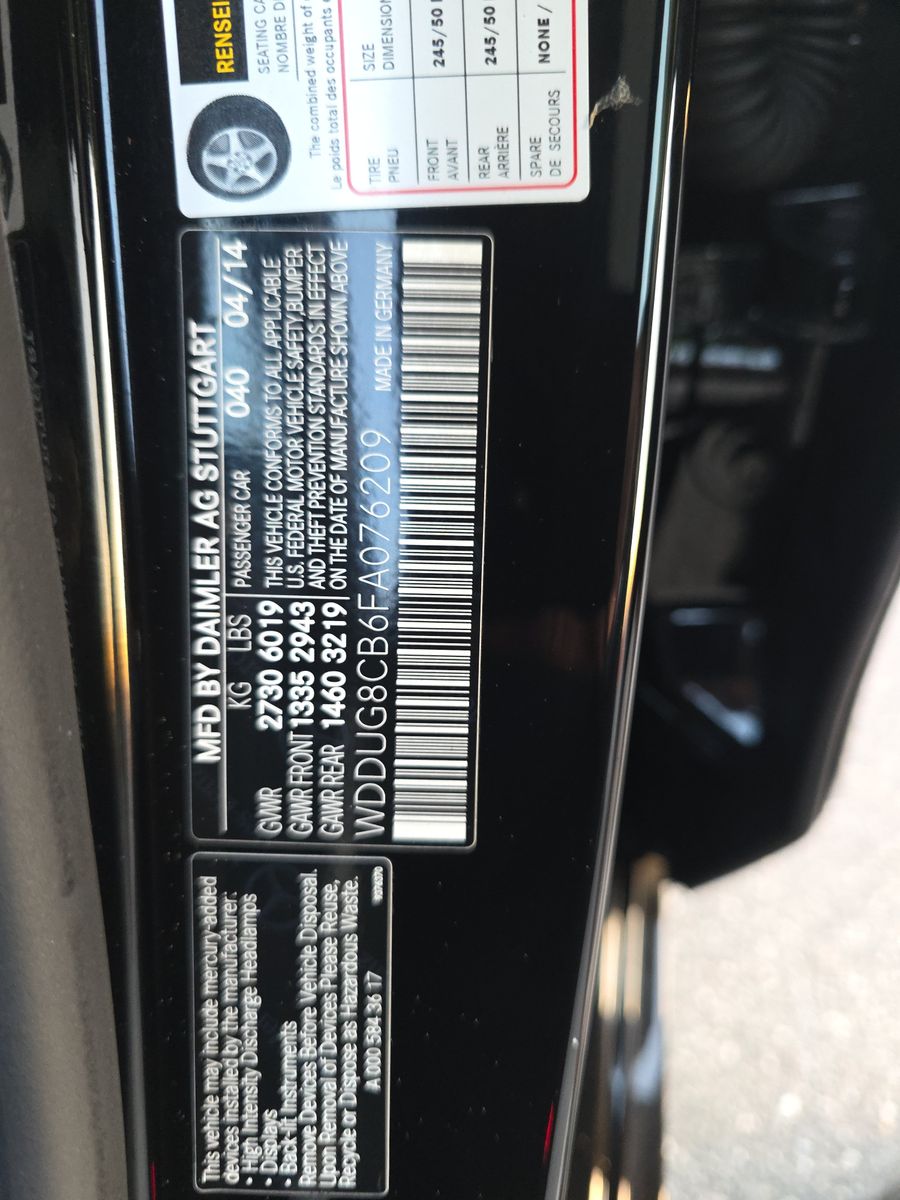 This vehicle may include mercury-added
devices installed by the manufacturer:
• High Intensity Discharge Headlamps
• Displays
• Back-lit Instruments
Remove Devices Before Vehicle Disposal.
Upon Removal of Devices Please Reuse,
Recycle or Dispose as Hazardous Waste.
A 000 584 36 17
MFD BY DAIMLER AG STUTTGART
KG LBS PASSENGER CAR 040 04/14
GVWR 2730 6019 THIS VEHICLE CONFORMS TO ALL APPLICABLE
GAWR FRONT 1335 2943 U.S. FEDERAL MOTOR VEHICLE SAFETY,BUMPER
GAWR REAR 1460 3219 AND THEFT PREVENTION STANDARDS IN EFFECT
ON THE DATE OF MANUFACTURE SHOWN ABOVE
WDDUG8CB6FA076209 MADE IN GERMANY
RENSEI
SEATING CA
NOMBRE D
The combined weight of
Le poids total des occupants
TIRE SIZE
PNEU DIMENSION
FRONT 245/50
AVANT
REAR 245/50
ARRIÈRE
SPARE NONE /
DE SECOURS